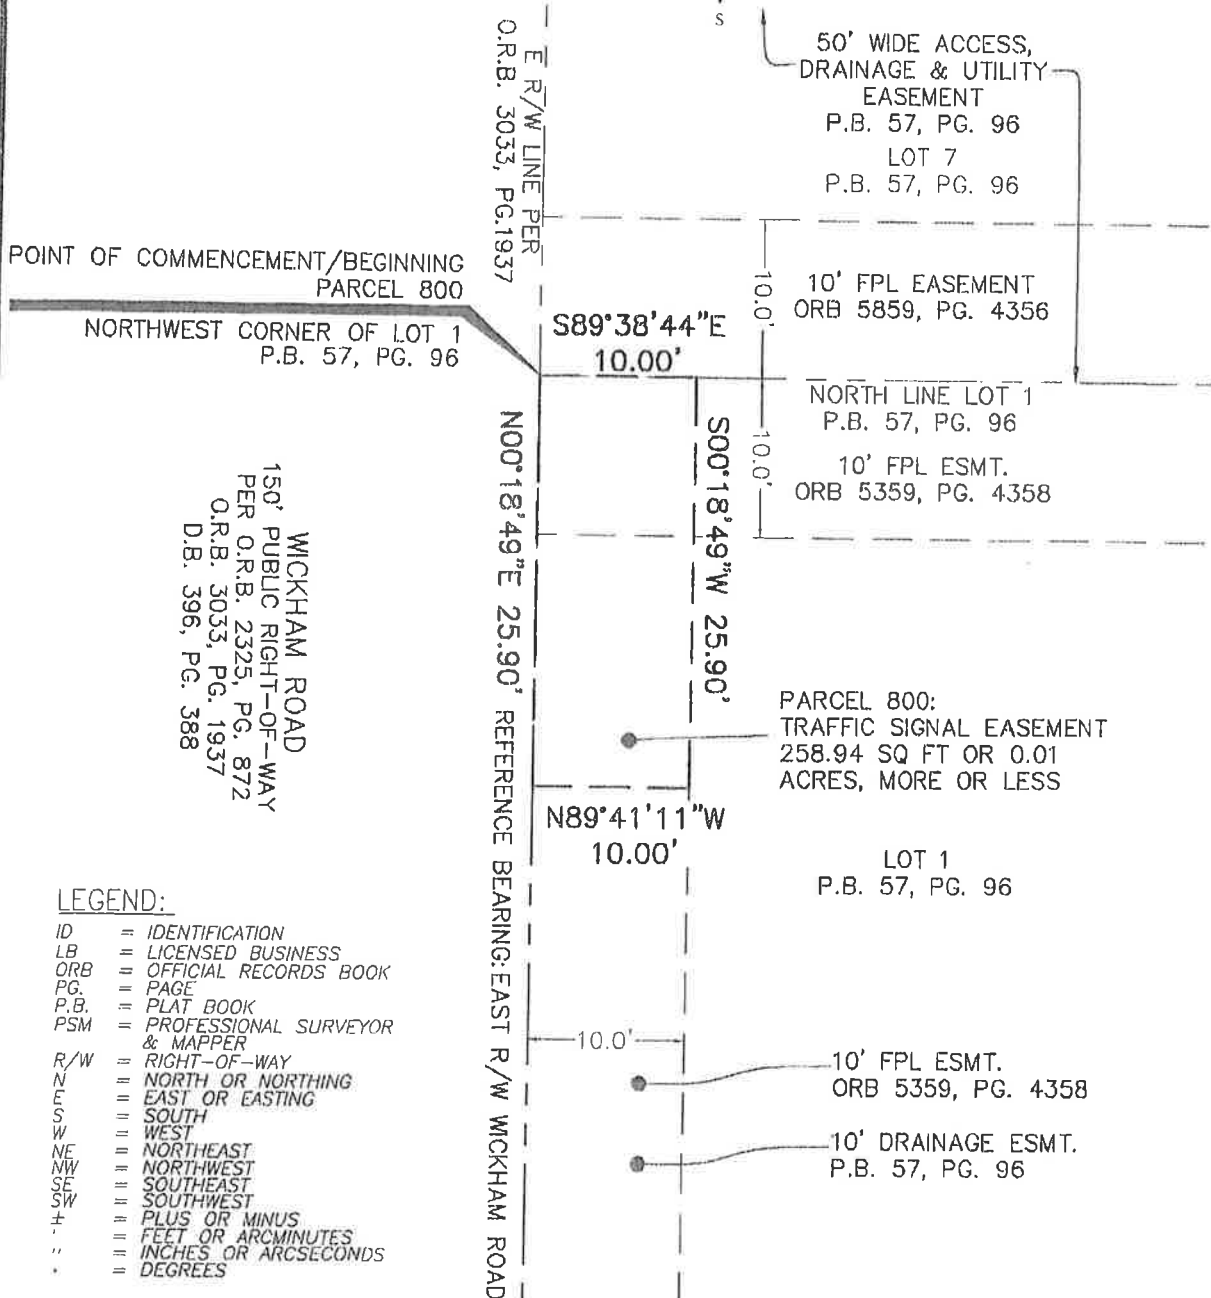 S
50' WIDE ACCESS,
DRAINAGE & UTILITY
EASEMENT
P.B. 57, PG. 96
LOT 7
P.B. 57, PG. 96
E R/W LINE PER
O.R.B. 3033, PG.1937
POINT OF COMMENCEMENT/BEGINNING
PARCEL 800
NORTHWEST CORNER OF LOT 1
P.B. 57, PG. 96
10.0'
10' FPL EASEMENT
ORB 5859, PG. 4356
S89°38'44"E
10.00'
NORTH LINE LOT 1
P.B. 57, PG. 96
10.0'
10' FPL ESMT.
ORB 5359, PG. 4358
N00°18'49"E 25.90' REFERENCE BEARING: EAST R/W WICKHAM ROAD
S00°18'49"W 25.90'
WICKHAM ROAD
150' PUBLIC RIGHT-OF-WAY
PER O.R.B. 2325, PG. 872
O.R.B. 3033, PG. 1937
D.B. 396, PG. 388
PARCEL 800:
TRAFFIC SIGNAL EASEMENT
258.94 SQ FT OR 0.01
ACRES, MORE OR LESS
N89°41'11"W
10.00'
LOT 1
P.B. 57, PG. 96
LEGEND:
ID = IDENTIFICATION
LB = LICENSED BUSINESS
ORB = OFFICIAL RECORDS BOOK
PG. = PAGE
P.B. = PLAT BOOK
PSM = PROFESSIONAL SURVEYOR
& MAPPER
R/W = RIGHT-OF-WAY
N = NORTH OR NORTHING
E = EAST OR EASTING
S = SOUTH
W = WEST
NE = NORTHEAST
NW = NORTHWEST
SE = SOUTHEAST
SW = SOUTHWEST
± = PLUS OR MINUS
' = FEET OR ARCMINUTES
" = INCHES OR ARCSECONDS
° = DEGREES
10.0'
10' FPL ESMT.
ORB 5359, PG. 4358
10' DRAINAGE ESMT.
P.B. 57, PG. 96